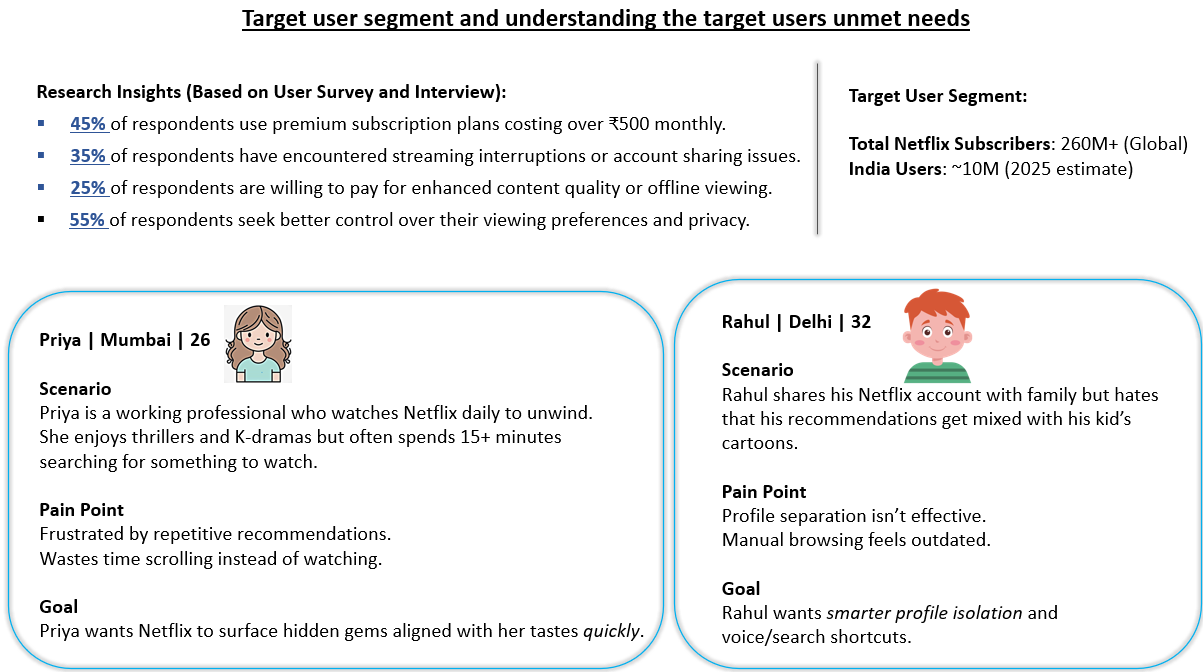 Target user segment and understanding the target users unmet needs
Research Insights (Based on User Survey and Interview):
▪ 45% of respondents use premium subscription plans costing over ₹500 monthly.
▪ 35% of respondents have encountered streaming interruptions or account sharing issues.
▪ 25% of respondents are willing to pay for enhanced content quality or offline viewing.
▪ 55% of respondents seek better control over their viewing preferences and privacy.
Target User Segment:
Total Netflix Subscribers: 260M+ (Global)
India Users: ~10M (2025 estimate)
Priya | Mumbai | 26
Scenario
Priya is a working professional who watches Netflix daily to unwind.
She enjoys thrillers and K-dramas but often spends 15+ minutes
searching for something to watch.
Pain Point
Frustrated by repetitive recommendations.
Wastes time scrolling instead of watching.
Goal
Priya wants Netflix to surface hidden gems aligned with her tastes quickly.
Rahul | Delhi | 32
Scenario
Rahul shares his Netflix account with family but hates
that his recommendations get mixed with his kid’s
cartoons.
Pain Point
Profile separation isn’t effective.
Manual browsing feels outdated.
Goal
Rahul wants smarter profile isolation and
voice/search shortcuts.